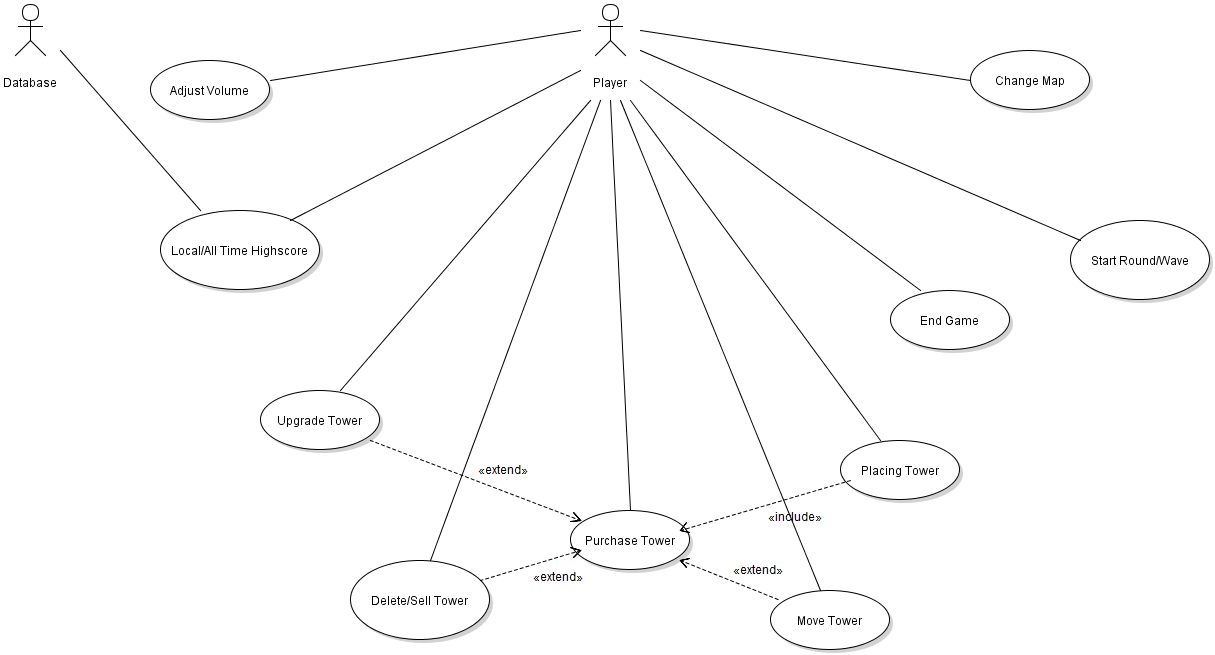 Database
Player
Adjust Volume
Change Map
Local/All Time Highscore
Start Round/Wave
End Game
Upgrade Tower
«extend»
Placing Tower
«include»
Purchase Tower
«extend»
«extend»
Delete/Sell Tower
Move Tower